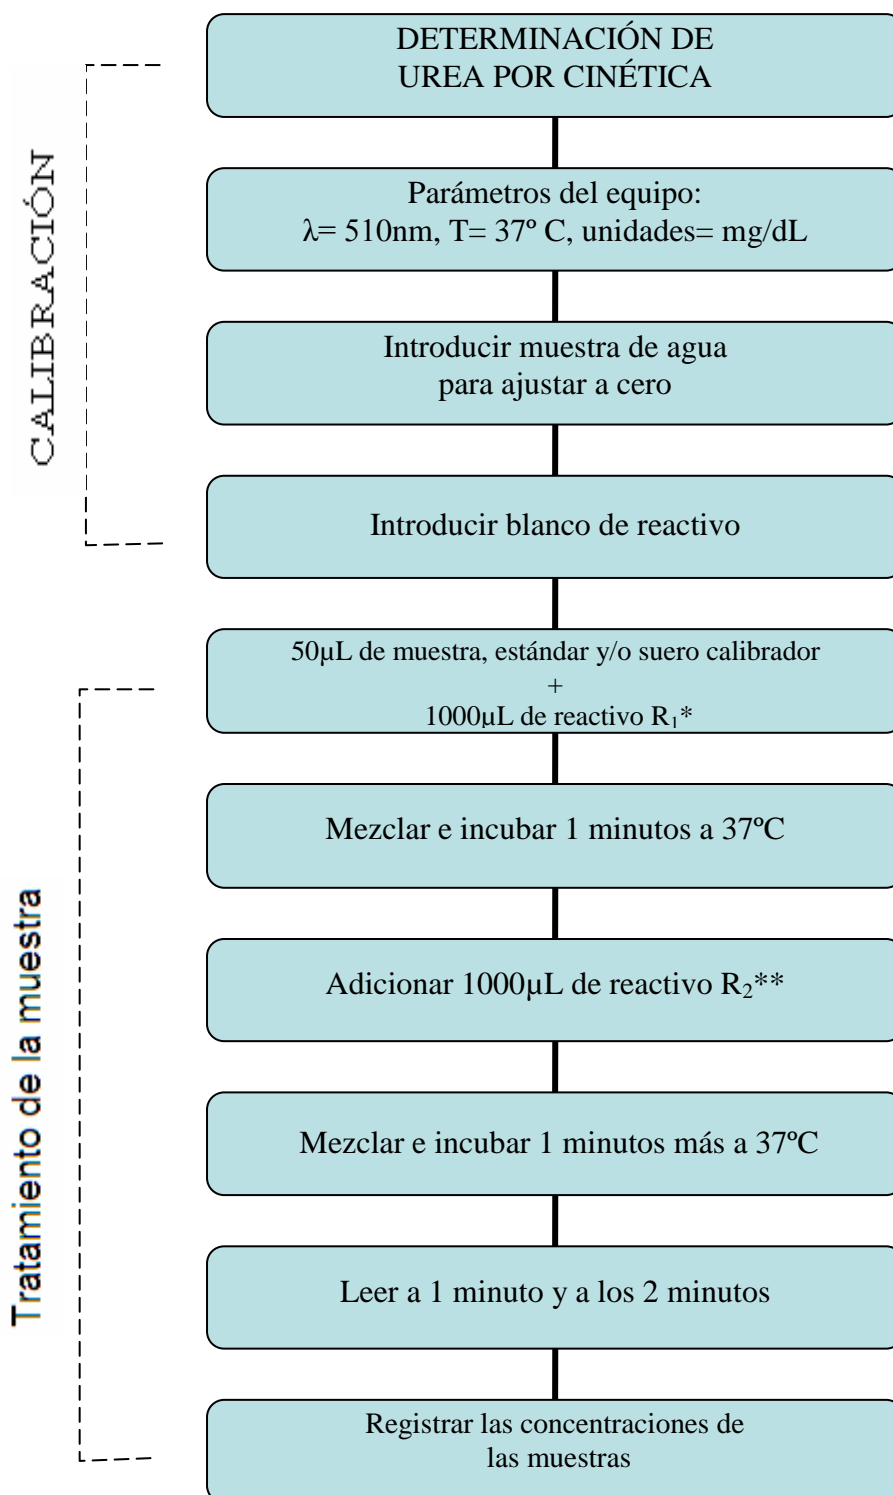 DETERMINACIÓN DE
UREA POR CINÉTICA
CALIBRACIÓN
Parámetros del equipo:
λ= 510nm, T= 37º C, unidades= mg/dL
Introducir muestra de agua
para ajustar a cero
Introducir blanco de reactivo
Tratamiento de la muestra
50µL de muestra, estándar y/o suero calibrador
+
1000µL de reactivo R₁*
Mezclar e incubar 1 minutos a 37ºC
Adicionar 1000µL de reactivo R₂**
Mezclar e incubar 1 minutos más a 37ºC
Leer a 1 minuto y a los 2 minutos
Registrar las concentraciones de
las muestras